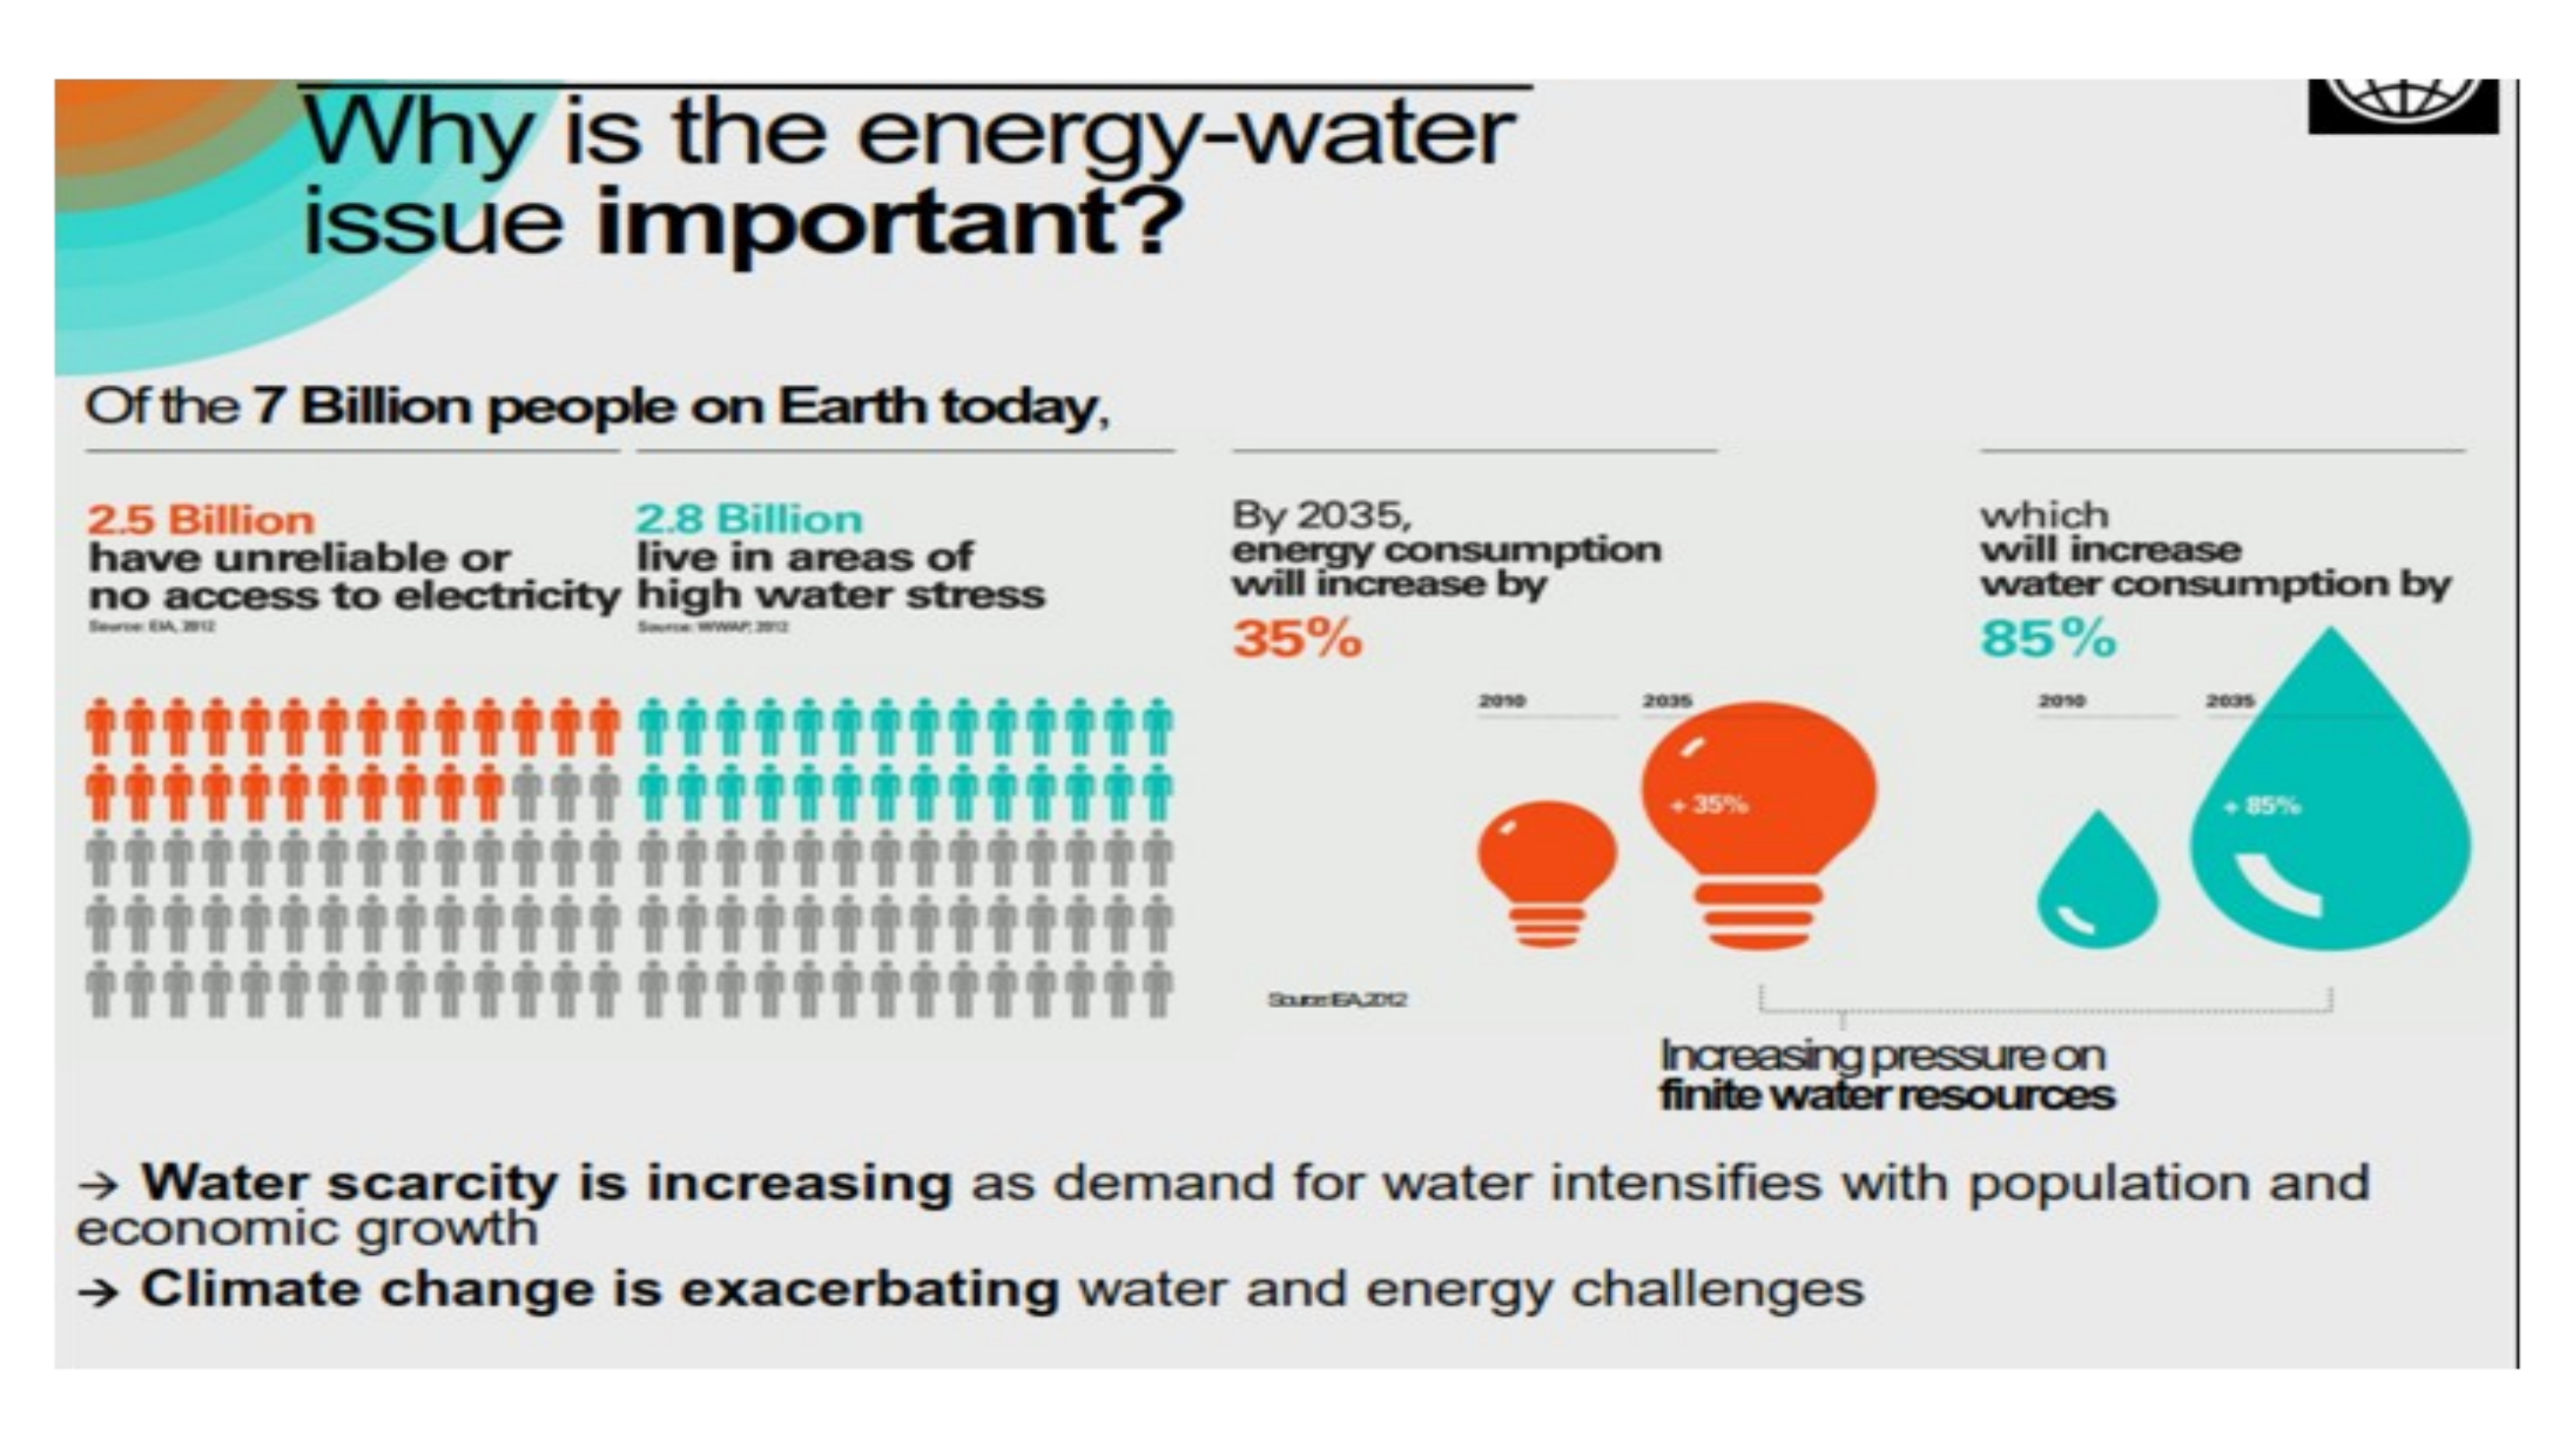 Why is the energy-water
issue important?
Of the 7 Billion people on Earth today,
2.5 Billion
have unreliable or
no access to electricity
Source: EIA, 2012
2.8 Billion
live in areas of
high water stress
Source: WWAP, 2012
By 2035,
energy consumption
will increase by
35%
2010
2035
+ 35%
Source: IEA, 2012
which
will increase
water consumption by
85%
2010
2035
+ 85%
Increasing pressure on
finite water resources
→ Water scarcity is increasing as demand for water intensifies with population and
economic growth
→ Climate change is exacerbating water and energy challenges